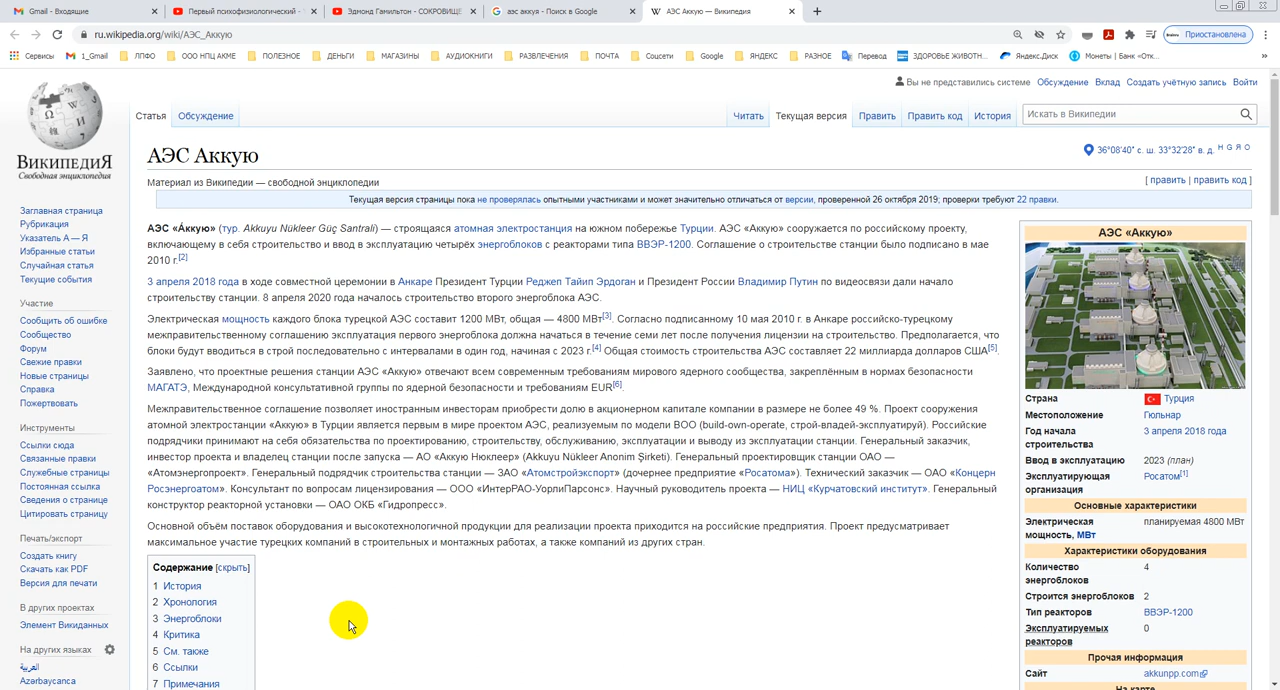 Gmail - Входящие
Первый психофизиологический -
Эдмонд Гамильтон - СОКРОВИЩЕ
аэс аккуя - Поиск в Google
АЭС Аккую — Википедия
ru.wikipedia.org/wiki/АЭС_Аккую
Приостановлена
Сервисы 1_Gmail ЛПФО ООО НПЦ АКМЕ ПОЛЕЗНОЕ ДЕНЬГИ МАГАЗИНЫ АУДИОКНИГИ РАЗВЛЕЧЕНИЯ ПОЧТА Соцсети Google ЯНДЕКС РАЗНОЕ Перевод ЗДОРОВЬЕ ЖИВОТН... Яндекс.Диск Монеты | Банк «Отк... »
Вы не представились системе Обсуждение Вклад Создать учётную запись Войти
Статья Обсуждение Читать Текущая версия Править Править код История Искать в Википедии
ВИКИПЕДИЯ
Свободная энциклопедия
Заглавная страница
Рубрикация
Указатель А — Я
Избранные статьи
Случайная статья
Текущие события
Участие
Сообщить об ошибке
Сообщество
Форум
Свежие правки
Новые страницы
Справка
Пожертвовать
Инструменты
Ссылки сюда
Связанные правки
Служебные страницы
Постоянная ссылка
Сведения о странице
Цитировать страницу
Печать/экспорт
Создать книгу
Скачать как PDF
Версия для печати
В других проектах
Элемент Викиданных
На других языках
العربية
Azərbaycanca
АЭС Аккую
36°08′40″ с. ш. 33°32′28″ в. д. H G Я O
Материал из Википедии — свободной энциклопедии
[ править | править код ]
Текущая версия страницы пока не проверялась опытными участниками и может значительно отличаться от версии, проверенной 26 октября 2019; проверки требуют 22 правки.
АЭС «Аккую́» (тур. Akkuyu Nükleer Güç Santrali) — строящаяся атомная электростанция на южном побережье Турции. АЭС «Аккую» сооружается по российскому проекту,
включающему в себя строительство и ввод в эксплуатацию четырёх энергоблоков с реакторами типа ВВЭР-1200. Соглашение о строительстве станции было подписано в мае
2010 г.[2]
3 апреля 2018 года в ходе совместной церемонии в Анкаре Президент Турции Реджеп Тайип Эрдоган и Президент России Владимир Путин по видеосвязи дали начало
строительству станции. 8 апреля 2020 года началось строительство второго энергоблока АЭС.
Электрическая мощность каждого блока турецкой АЭС составит 1200 МВт, общая — 4800 МВт[3]. Согласно подписанному 10 мая 2010 г. в Анкаре российско-турецкому
межправительственному соглашению эксплуатация первого энергоблока должна начаться в течение семи лет после получения лицензии на строительство. Предполагается, что
блоки будут вводиться в строй последовательно с интервалами в один год, начиная с 2023 г.[4] Общая стоимость строительства АЭС составляет 22 миллиарда долларов США[5].
Заявлено, что проектные решения станции АЭС «Аккую» отвечают всем современным требованиям мирового ядерного сообщества, закреплённым в нормах безопасности
МАГАТЭ, Международной консультативной группы по ядерной безопасности и требованиям EUR[6].
Межправительственное соглашение позволяет иностранным инвесторам приобрести долю в акционерном капитале компании в размере не более 49 %. Проект сооружения
атомной электростанции «Аккую» в Турции является первым в мире проектом АЭС, реализуемым по модели BOO (build-own-operate, строй-владей-эксплуатируй). Российские
подрядчики принимают на себя обязательства по проектированию, строительству, обслуживанию, эксплуатации и выводу из эксплуатации станции. Генеральный заказчик,
инвестор проекта и владелец станции после запуска — АО «Аккую Нюклеер» (Akkuyu Nükleer Anonim Şirketi). Генеральный проектировщик станции ОАО —
«Атомэнергопроект». Генеральный подрядчик строительства станции — ЗАО «Атомстройэкспорт» (дочернее предприятие «Росатома»). Технический заказчик — ОАО «Концерн
Росэнергоатом». Консультант по вопросам лицензирования — ООО «ИнтерРАО-УорлиПарсонс». Научный руководитель проекта — НИЦ «Курчатовский институт». Генеральный
конструктор реакторной установки — ОАО ОКБ «Гидропресс».
Основной объём поставок оборудования и высокотехнологичной продукции для реализации проекта приходится на российские предприятия. Проект предусматривает
максимальное участие турецких компаний в строительных и монтажных работах, а также компаний из других стран.
Содержание [скрыть]
1 История
2 Хронология
3 Энергоблоки
4 Критика
5 См. также
6 Ссылки
7 Примечания
АЭС «Аккую»
Страна Турция
Местоположение Гюльнар
Год начала строительства 3 апреля 2018 года
Ввод в эксплуатацию 2023 (план)
Эксплуатирующая организация Росатом[1]
Основные характеристики
Электрическая мощность, МВт планируемая 4800 МВт
Характеристики оборудования
Количество энергоблоков 4
Строится энергоблоков 2
Тип реакторов ВВЭР-1200
Эксплуатируемых реакторов 0
Прочая информация
Сайт akkunpp.com
На карте